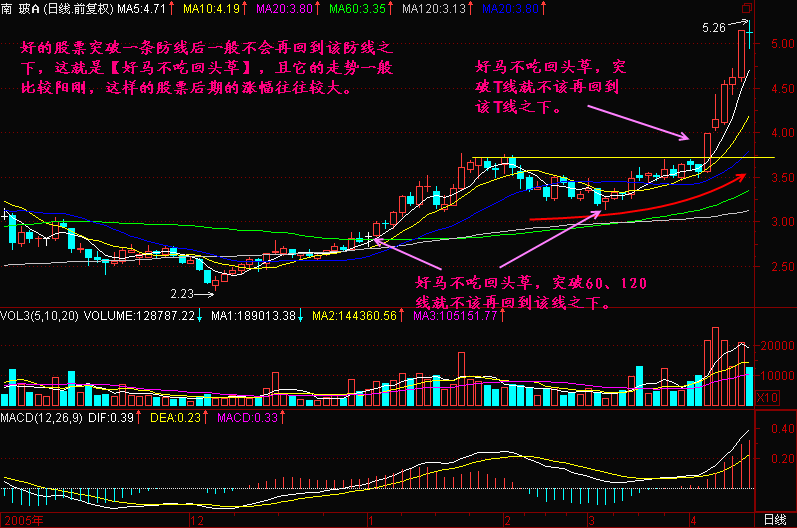 南 玻A (日线.前复权) MA5:4.71↑ MA10:4.19↑ MA20:3.80↑ MA60:3.35↑ MA120:3.13↑ MA20:3.80↑
5.26
5.00
好的股票突破一条防线后一般不会再回到该防线之
下，这就是【好马不吃回头草】，且它的走势一般
比较阳刚，这样的股票后期的涨幅往往较大。
好马不吃回头草，突
破T线就不该再回到
该T线之下。
4.50
4.00
3.50
3.00
2.50
好马不吃回头草，突破60、120
线就不该再回到该线之下。
2.23
VOL3(5,10,20) VOLUME:128787.22↓ MA1:189013.38↓ MA2:144360.56↑ MA3:105151.77↑
20000
10000
X10
MACD(12,26,9) DIF:0.39↑ DEA:0.23↑ MACD:0.33↑
0.40
0.20
2005年 12 1 2 3 4 日线